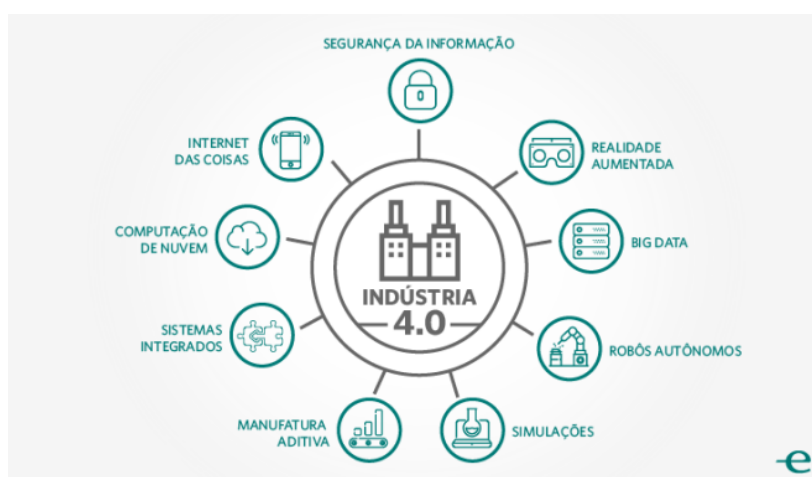 SEGURANÇA DA INFORMAÇÃO
INTERNET
DAS COISAS
REALIDADE
AUMENTADA
COMPUTAÇÃO
DE NUVEM
BIG DATA
INDÚSTRIA
4.0
SISTEMAS
INTEGRADOS
ROBÔS AUTÔNOMOS
MANUFATURA
ADITIVA
SIMULAÇÕES
e